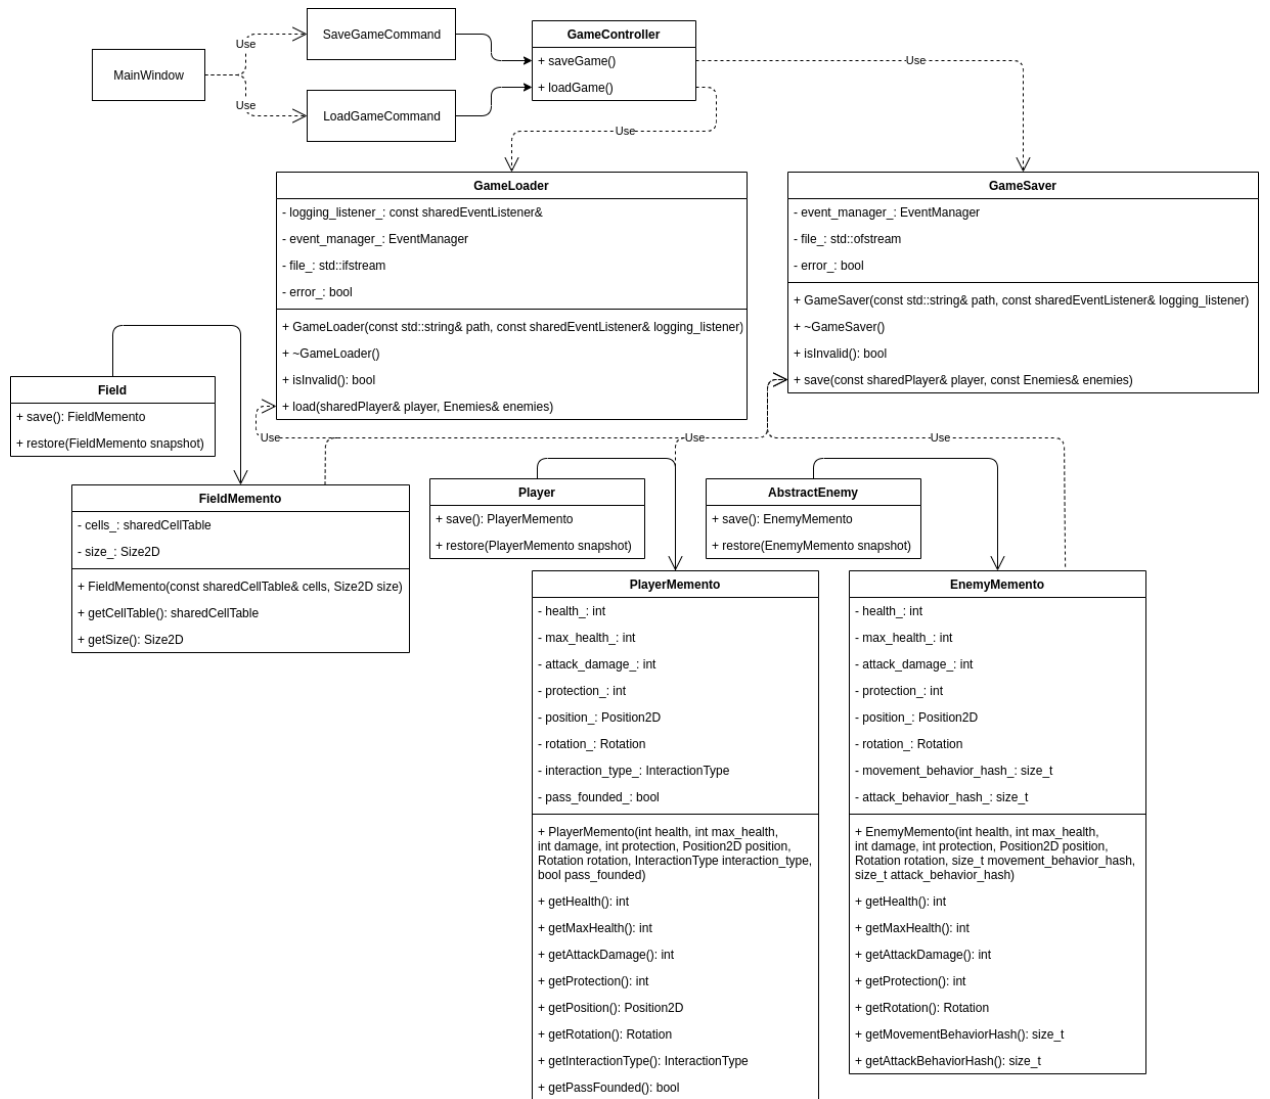 MainWindow
Use
Use
SaveGameCommand
LoadGameCommand
GameController
+ saveGame()
+ loadGame()
Use
Use
GameLoader
- logging_listener_: const sharedEventListener&
- event_manager_: EventManager
- file_: std::ifstream
- error_: bool
+ GameLoader(const std::string& path, const sharedEventListener& logging_listener)
+ ~GameLoader()
+ isInvalid(): bool
+ load(sharedPlayer& player, Enemies& enemies)
GameSaver
- event_manager_: EventManager
- file_: std::ofstream
- error_: bool
+ GameSaver(const std::string& path, const sharedEventListener& logging_listener)
+ ~GameSaver()
+ isInvalid(): bool
+ save(const sharedPlayer& player, const Enemies& enemies)
Field
+ save(): FieldMemento
+ restore(FieldMemento snapshot)
Use
Use
Use
FieldMemento
- cells_: sharedCellTable
- size_: Size2D
+ FieldMemento(const sharedCellTable& cells, Size2D size)
+ getCellTable(): sharedCellTable
+ getSize(): Size2D
Player
+ save(): PlayerMemento
+ restore(PlayerMemento snapshot)
AbstractEnemy
+ save(): EnemyMemento
+ restore(EnemyMemento snapshot)
PlayerMemento
- health_: int
- max_health_: int
- attack_damage_: int
- protection_: int
- position_: Position2D
- rotation_: Rotation
- interaction_type_: InteractionType
- pass_founded_: bool
+ PlayerMemento(int health, int max_health,
int damage, int protection, Position2D position,
Rotation rotation, InteractionType interaction_type,
bool pass_founded)
+ getHealth(): int
+ getMaxHealth(): int
+ getAttackDamage(): int
+ getProtection(): int
+ getPosition(): Position2D
+ getRotation(): Rotation
+ getInteractionType(): InteractionType
+ getPassFounded(): bool
EnemyMemento
- health_: int
- max_health_: int
- attack_damage_: int
- protection_: int
- position_: Position2D
- rotation_: Rotation
- movement_behavior_hash_: size_t
- attack_behavior_hash_: size_t
+ EnemyMemento(int health, int max_health,
int damage, int protection, Position2D position,
Rotation rotation, size_t movement_behavior_hash,
size_t attack_behavior_hash)
+ getHealth(): int
+ getMaxHealth(): int
+ getAttackDamage(): int
+ getProtection(): int
+ getRotation(): Rotation
+ getMovementBehaviorHash(): size_t
+ getAttackBehaviorHash(): size_t